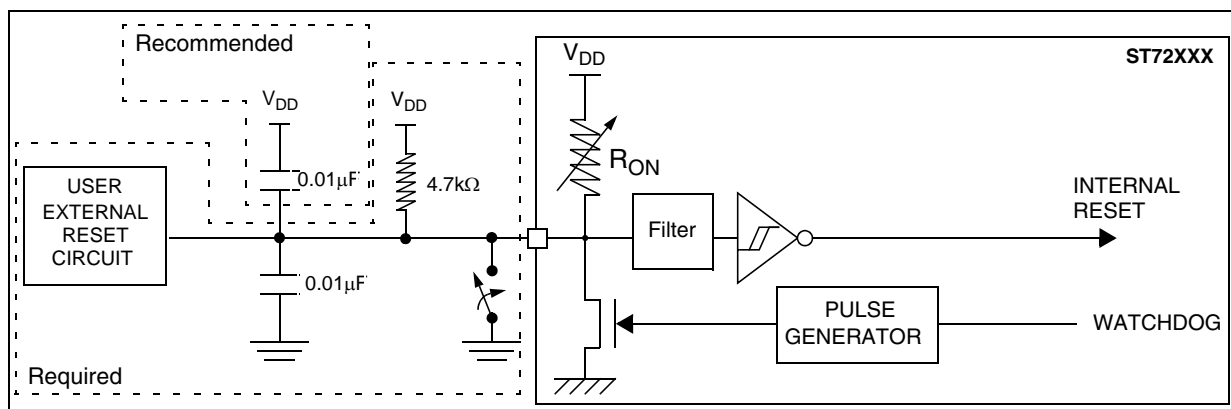 Recommended
V_DD
0.01μF
V_DD
4.7kΩ
USER
EXTERNAL
RESET
CIRCUIT
0.01μF
Required
ST72XXX
V_DD
R_ON
Filter
INTERNAL
RESET
PULSE
GENERATOR
WATCHDOG